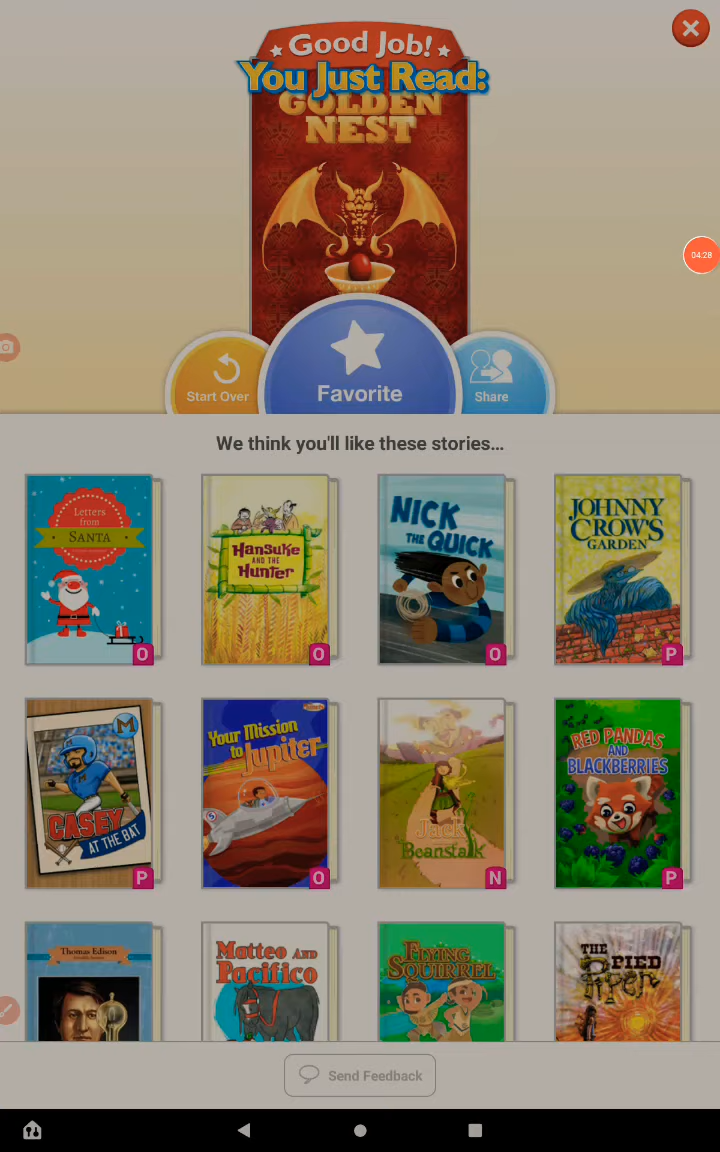 Good Job!
You Just Read:
GOLDEN
NEST
04:28
Start Over
Favorite
Share
We think you'll like these stories...
Letters
from
SANTA
O
Hansuke
AND THE
Hunter
O
NICK
THE QUICK
O
JOHNNY
CROW'S
GARDEN
P
M
CASEY
AT THE BAT
P
Your Mission
to Jupiter
5
O
Jack
Beanstalk
N
RED PANDAS
AND
BLACKBERRIES
P
Thomas Edison
Matteo AND
Pacifico
FLYING
SQUIRREL
THE PIED
PIPER
Send Feedback